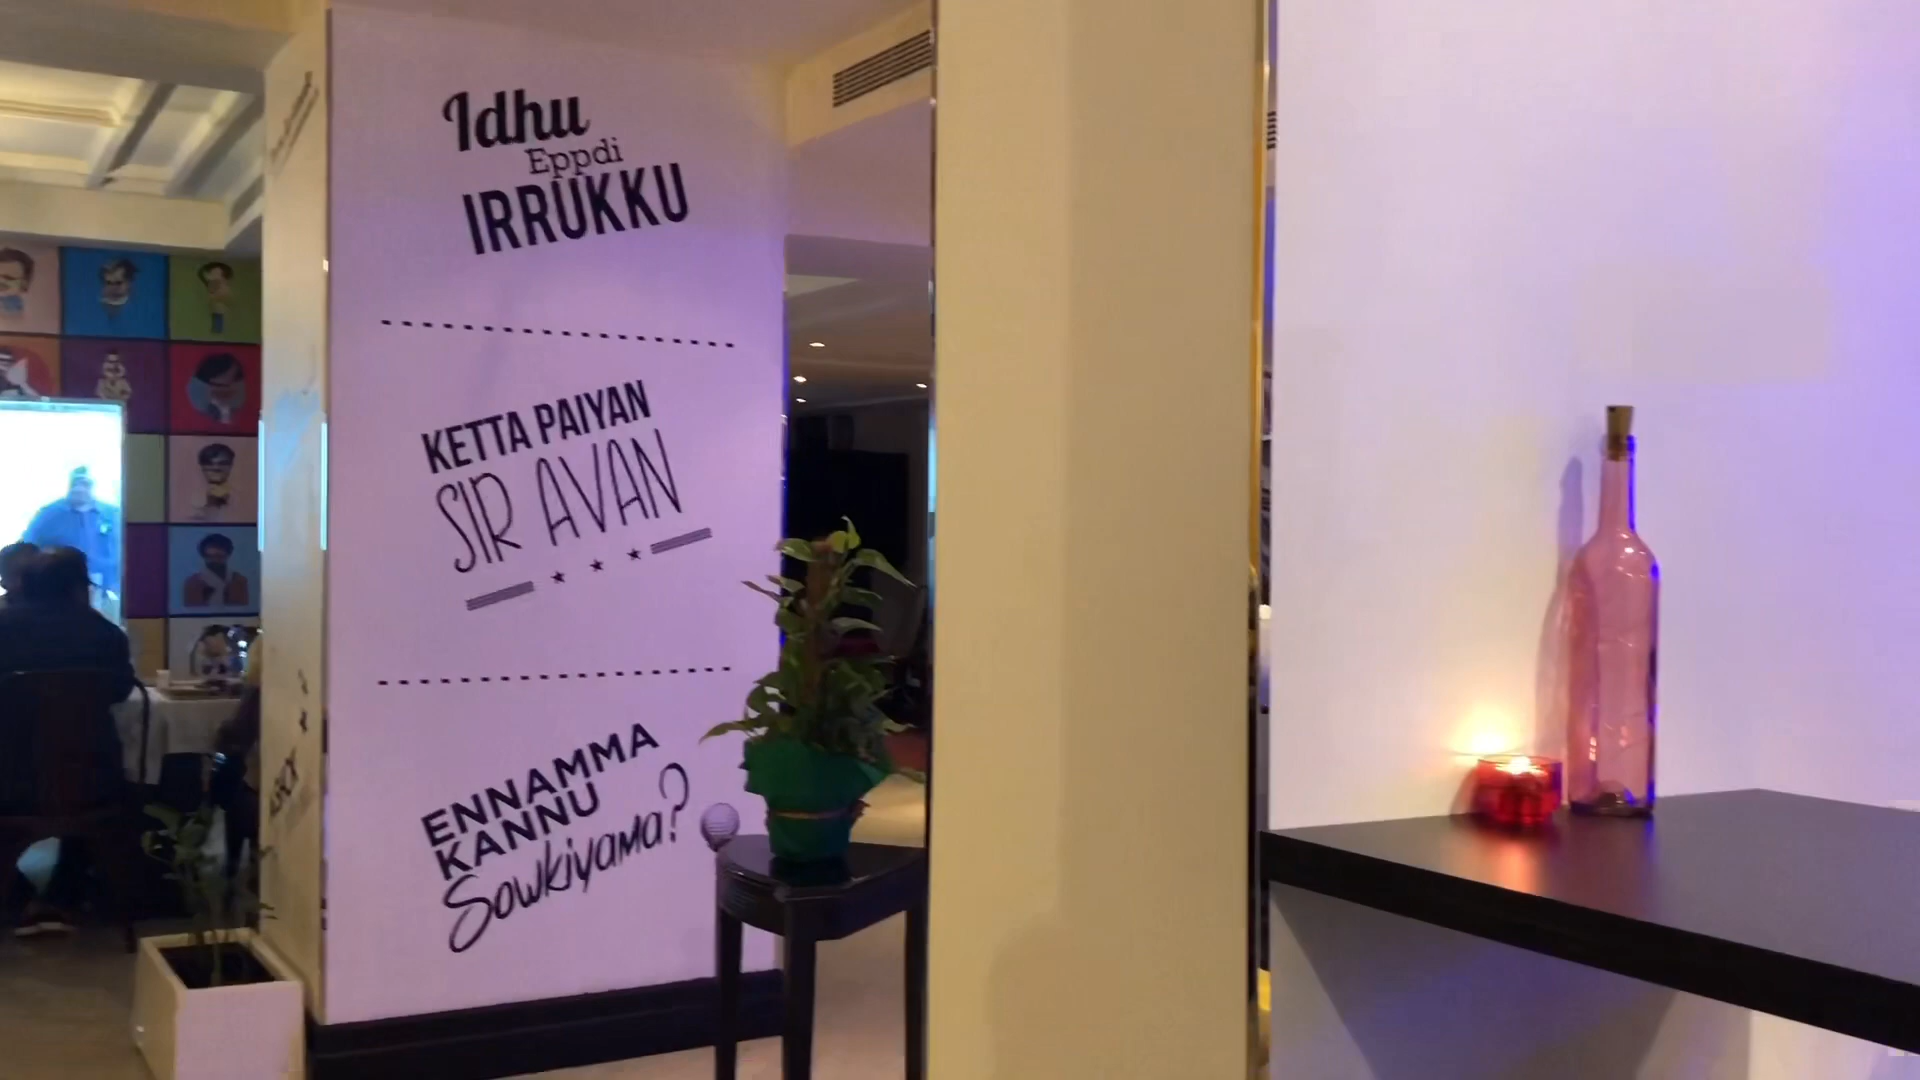 Idhu
Eppdi
IRRUKKU
KETTA PAIYAN
SIR AVAN
ENNAMMA
KANNU
Sowkiyama?